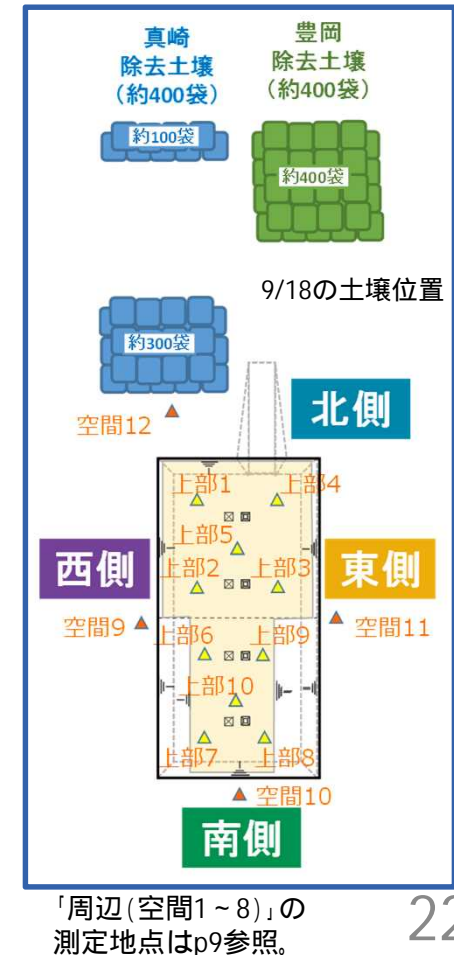 真崎
除去土壌
(約400袋)
豊岡
除去土壌
(約400袋)
約100袋
約400袋
9/18の土壌位置
約300袋
空間12
北側
上部1
上部4
上部5
西側
上部2
上部3
東側
空間9
空間11
上部6
上部9
上部10
上部7
上部8
空間10
南側
「周辺(空間1~8)」の
測定地点はp9参照。
22